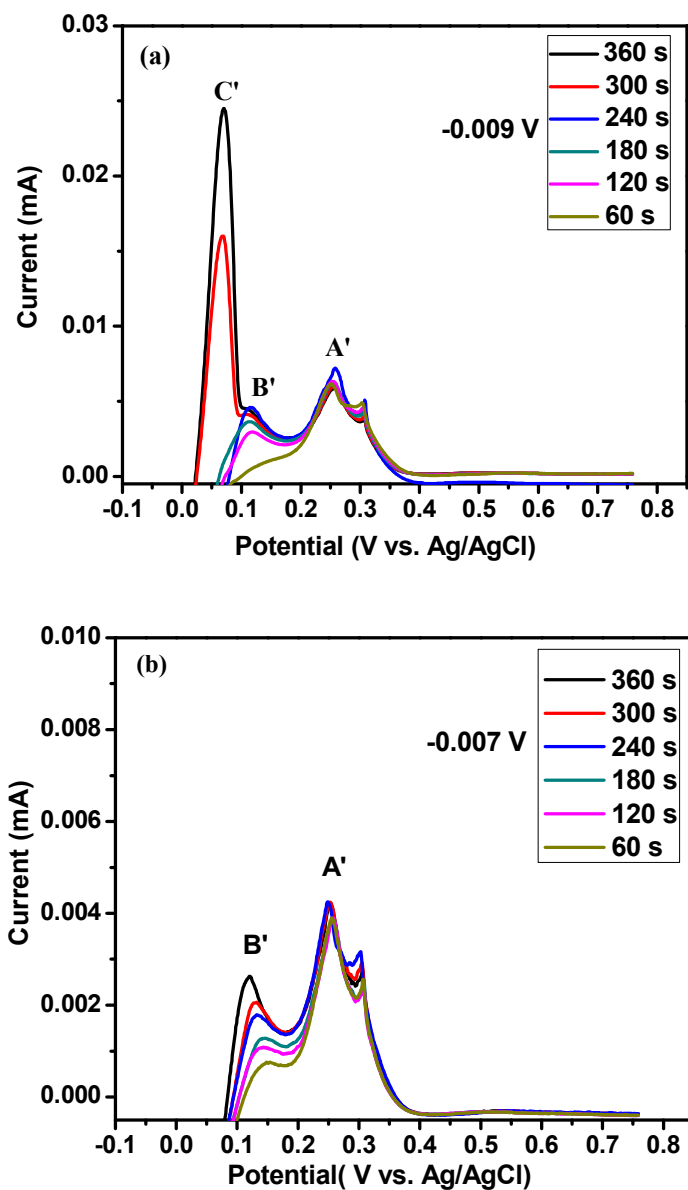 0.03
(a)
C'
360 s
300 s
-0.009 V
240 s
180 s
0.02
120 s
60 s
Current (mA)
0.01
A'
B'
0.00
-0.1 0.0 0.1 0.2 0.3 0.4 0.5 0.6 0.7 0.8
Potential (V vs. Ag/AgCl)
0.010
(b)
360 s
300 s
0.008
-0.007 V
240 s
180 s
120 s
0.006
60 s
Current (mA)
A'
0.004
B'
0.002
0.000
-0.1 0.0 0.1 0.2 0.3 0.4 0.5 0.6 0.7 0.8
Potential( V vs. Ag/AgCl)